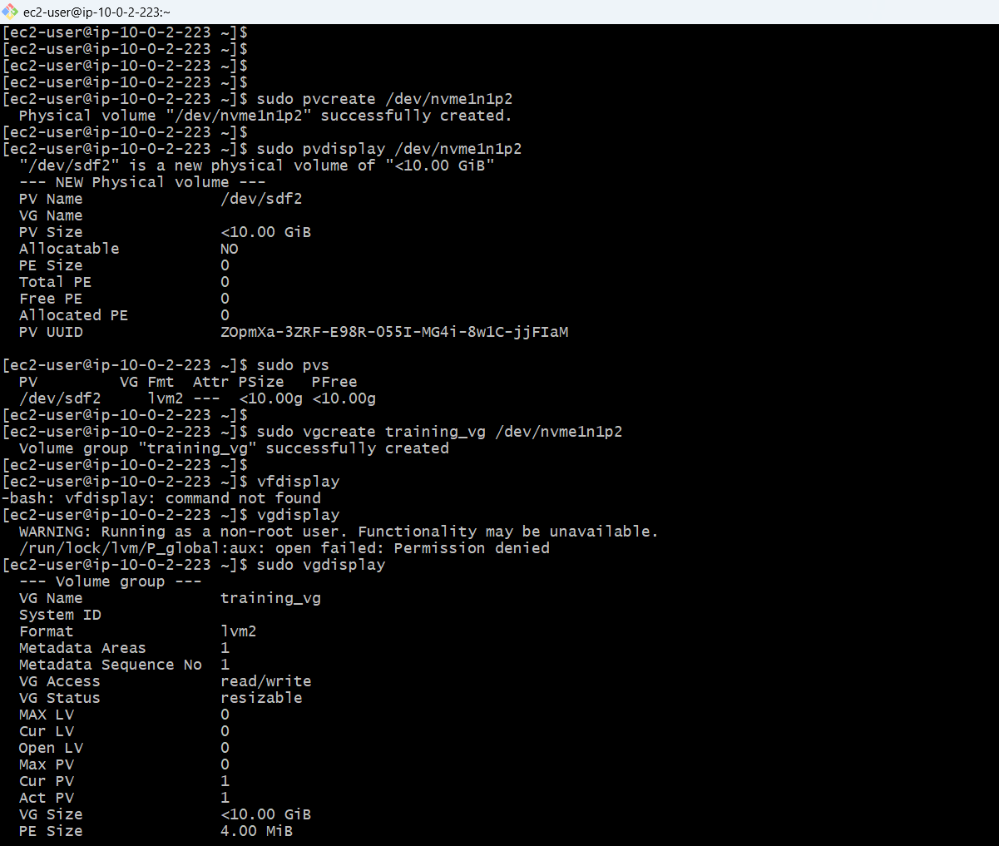 ec2-user@ip-10-0-2-223:~
[ec2-user@ip-10-0-2-223 ~]$
[ec2-user@ip-10-0-2-223 ~]$
[ec2-user@ip-10-0-2-223 ~]$
[ec2-user@ip-10-0-2-223 ~]$
[ec2-user@ip-10-0-2-223 ~]$ sudo pvcreate /dev/nvme1n1p2
  Physical volume "/dev/nvme1n1p2" successfully created.
[ec2-user@ip-10-0-2-223 ~]$
[ec2-user@ip-10-0-2-223 ~]$ sudo pvdisplay /dev/nvme1n1p2
  "/dev/sdf2" is a new physical volume of "<10.00 GiB"
  --- NEW Physical volume ---
  PV Name               /dev/sdf2
  VG Name
  PV Size               <10.00 GiB
  Allocatable           NO
  PE Size               0
  Total PE              0
  Free PE               0
  Allocated PE          0
  PV UUID               ZOpmXa-3ZRF-E98R-055I-MG4i-8w1C-jjFIaM

[ec2-user@ip-10-0-2-223 ~]$ sudo pvs
  PV         VG Fmt  Attr PSize   PFree
  /dev/sdf2     lvm2 ---  <10.00g <10.00g
[ec2-user@ip-10-0-2-223 ~]$
[ec2-user@ip-10-0-2-223 ~]$ sudo vgcreate training_vg /dev/nvme1n1p2
  Volume group "training_vg" successfully created
[ec2-user@ip-10-0-2-223 ~]$
[ec2-user@ip-10-0-2-223 ~]$ vfdisplay
-bash: vfdisplay: command not found
[ec2-user@ip-10-0-2-223 ~]$ vgdisplay
  WARNING: Running as a non-root user. Functionality may be unavailable.
  /run/lock/lvm/P_global:aux: open failed: Permission denied
[ec2-user@ip-10-0-2-223 ~]$ sudo vgdisplay
  --- Volume group ---
  VG Name               training_vg
  System ID
  Format                lvm2
  Metadata Areas        1
  Metadata Sequence No  1
  VG Access             read/write
  VG Status             resizable
  MAX LV                0
  Cur LV                0
  Open LV               0
  Max PV                0
  Cur PV                1
  Act PV                1
  VG Size               <10.00 GiB
  PE Size               4.00 MiB